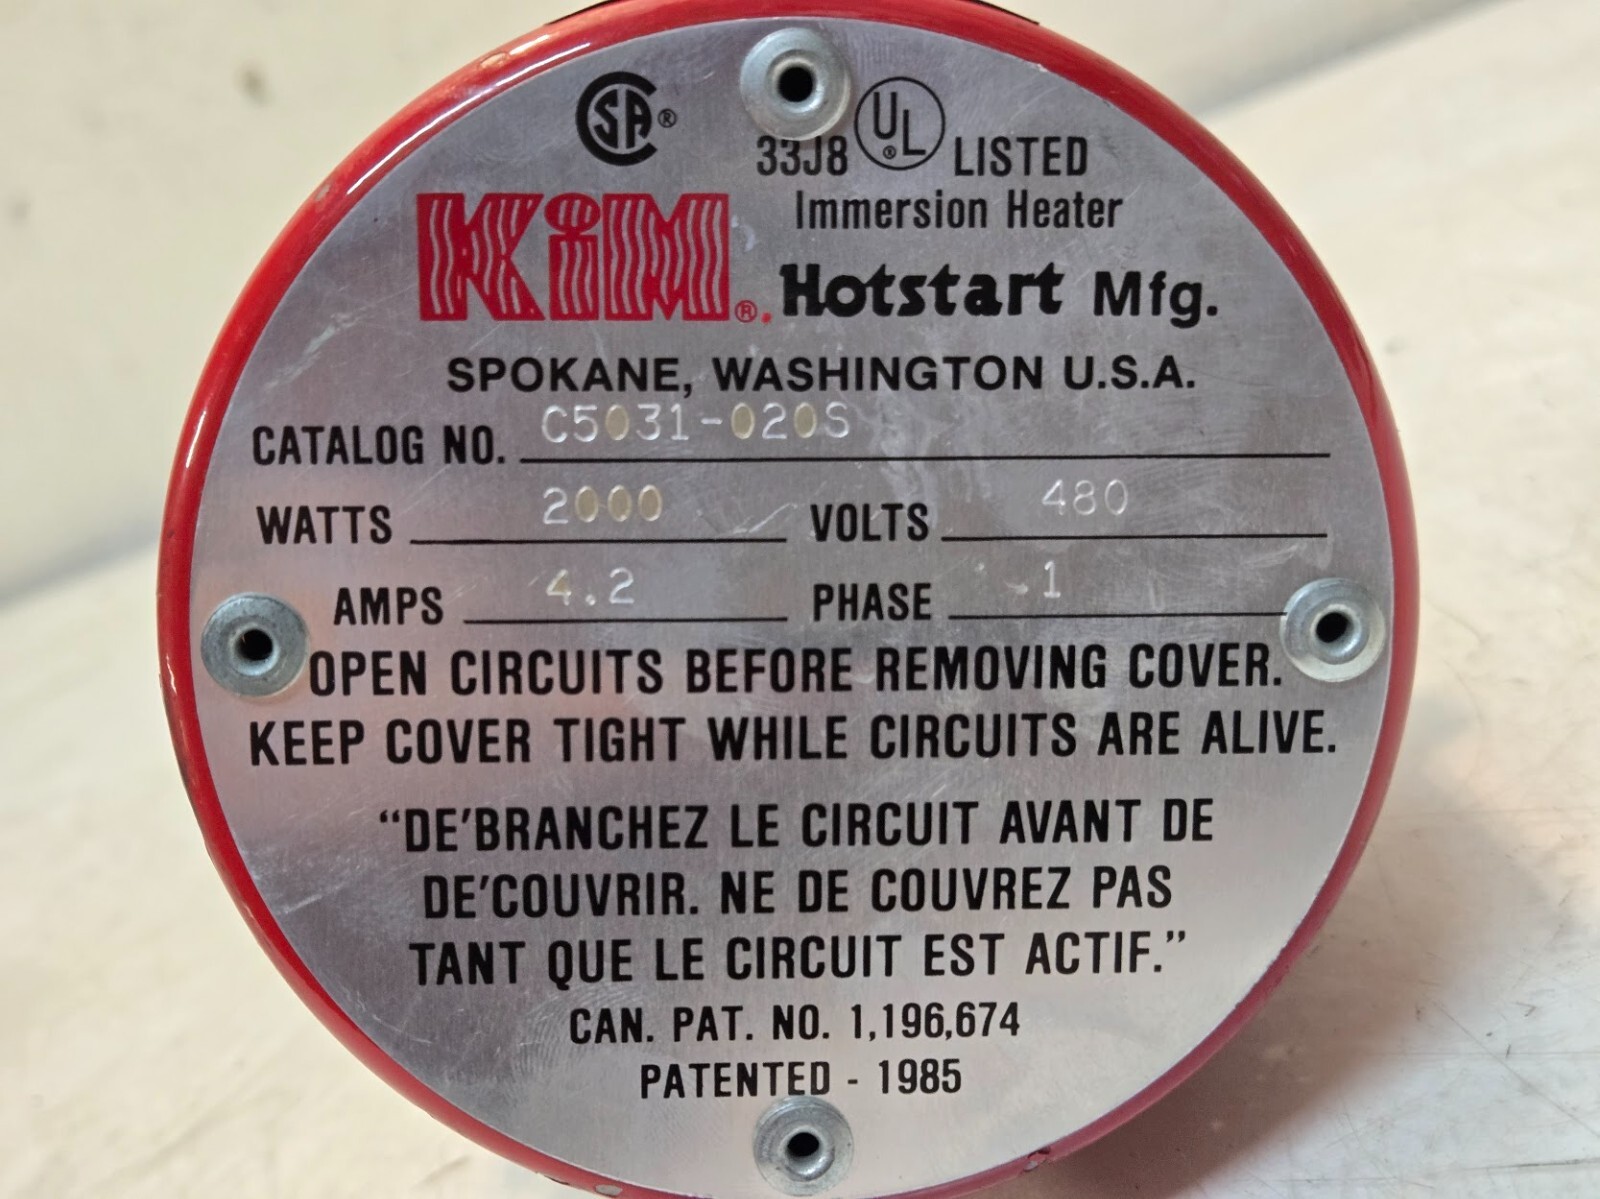 CSA®
33J8 UL® LISTED
Immersion Heater
KiM®. Hotstart Mfg.
SPOKANE, WASHINGTON U.S.A.
CATALOG NO. C5031-020S
WATTS 2000 VOLTS 480
AMPS 4.2 PHASE 1
OPEN CIRCUITS BEFORE REMOVING COVER.
KEEP COVER TIGHT WHILE CIRCUITS ARE ALIVE.
“DE'BRANCHEZ LE CIRCUIT AVANT DE
DE'COUVRIR. NE DE COUVREZ PAS
TANT QUE LE CIRCUIT EST ACTIF.”
CAN. PAT. NO. 1,196,674
PATENTED - 1985